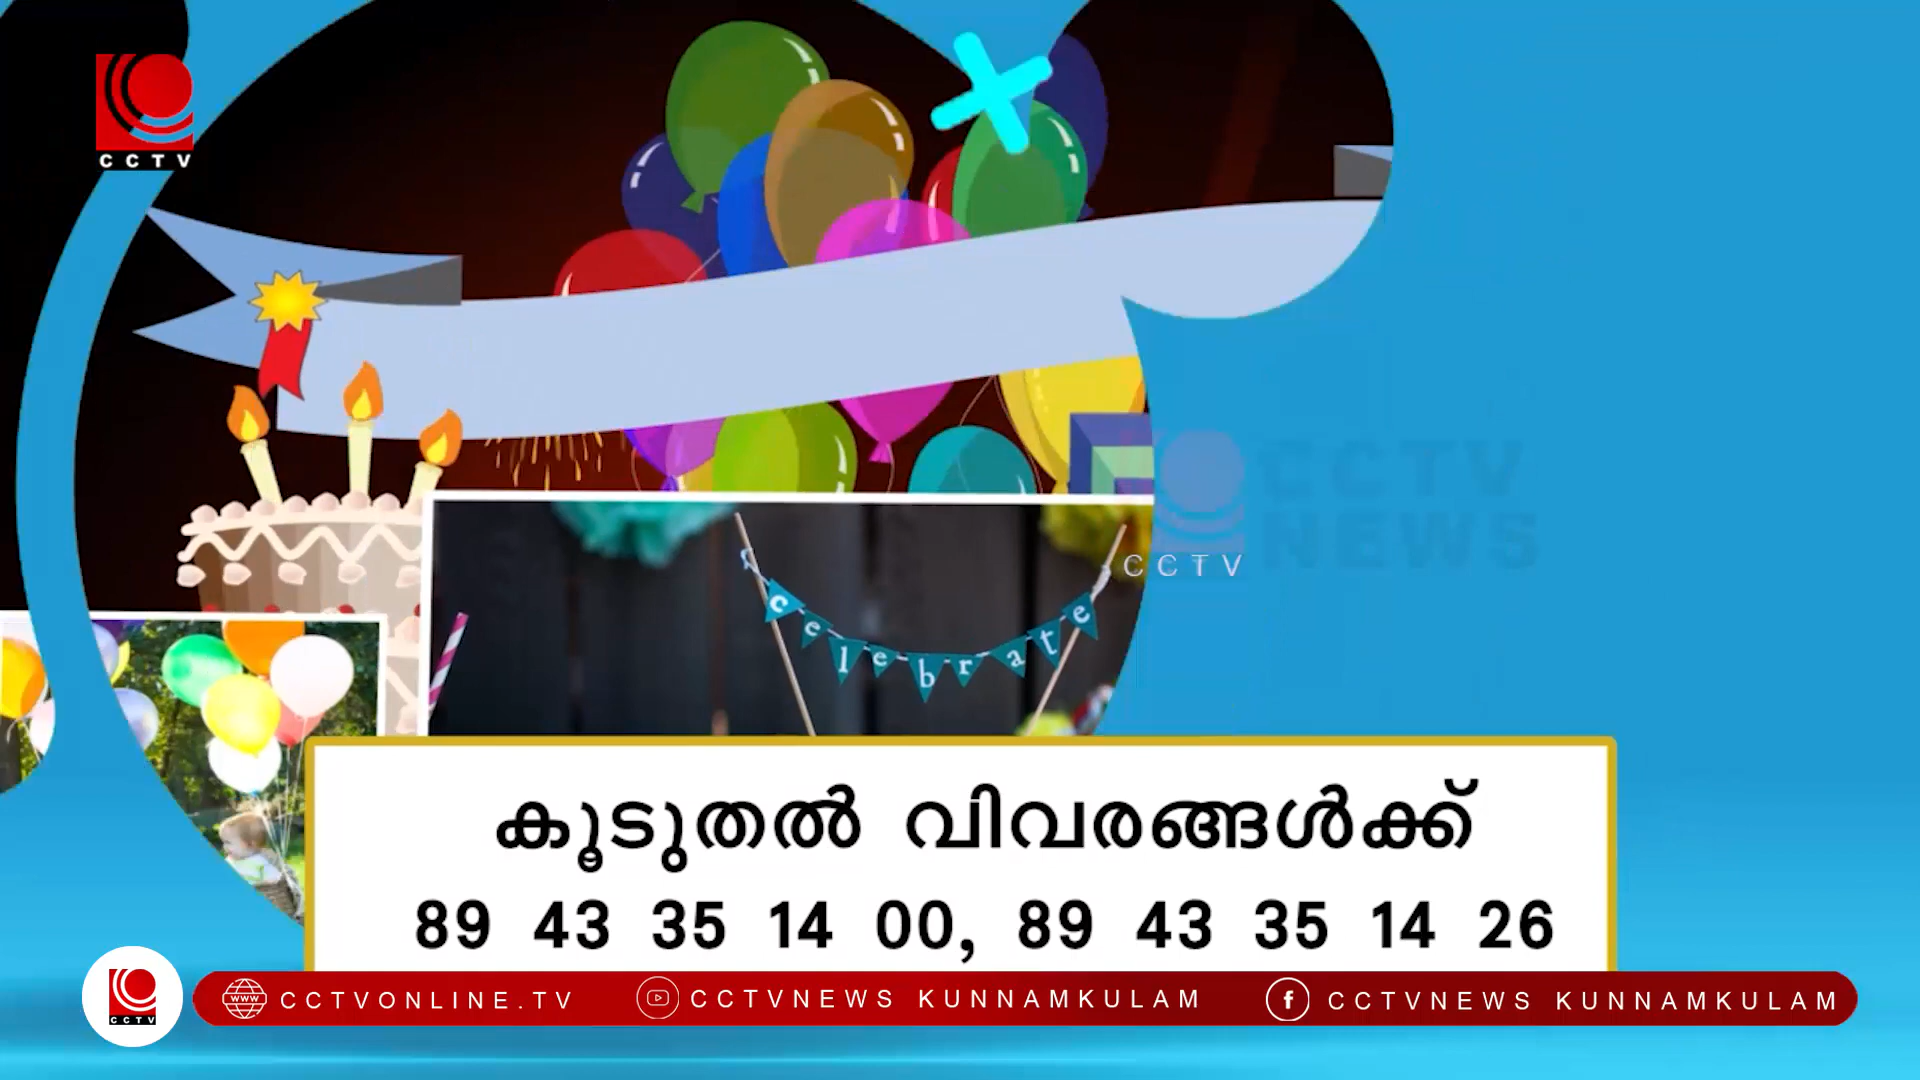 CCTV
CCTV
NEWS
CCTV
celebrate
കൂടുതൽ വിവരങ്ങൾക്ക്
89 43 35 14 00, 89 43 35 14 26
CCTV
www
CCTVONLINE.TV
CCTVNEWS KUNNAMKULAM
f
CCTVNEWS KUNNAMKULAM